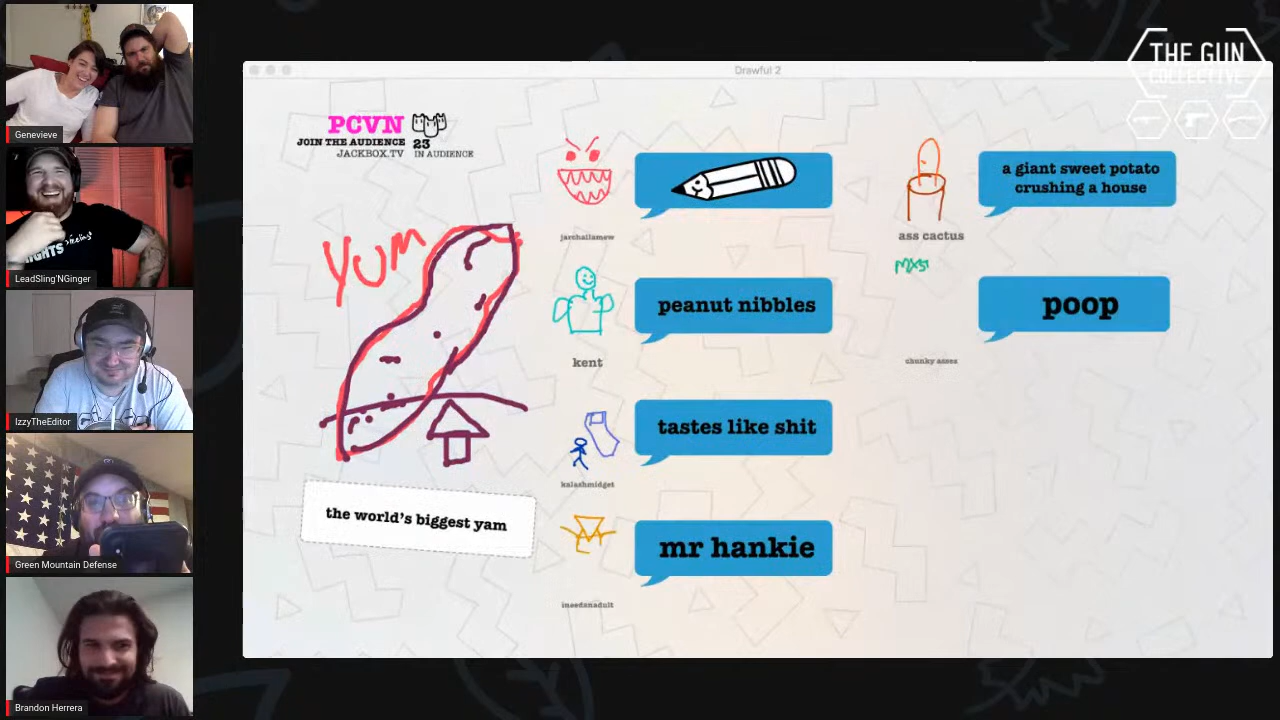 Genevieve
LeadSling'NGinger
IzzyTheEditor
Green Mountain Defense
Brandon Herrera
THE GUN
COLLECTIVE
Drawful 2
PCVN
JOIN THE AUDIENCE 23
JACKBOX.TV IN AUDIENCE
YUM
the world's biggest yam
jarchallamew
kent
peanut nibbles
kalashmidget
tastes like shit
ineedanadult
mr hankie
ass cactus
a giant sweet potato
crushing a house
chunky asses
poop